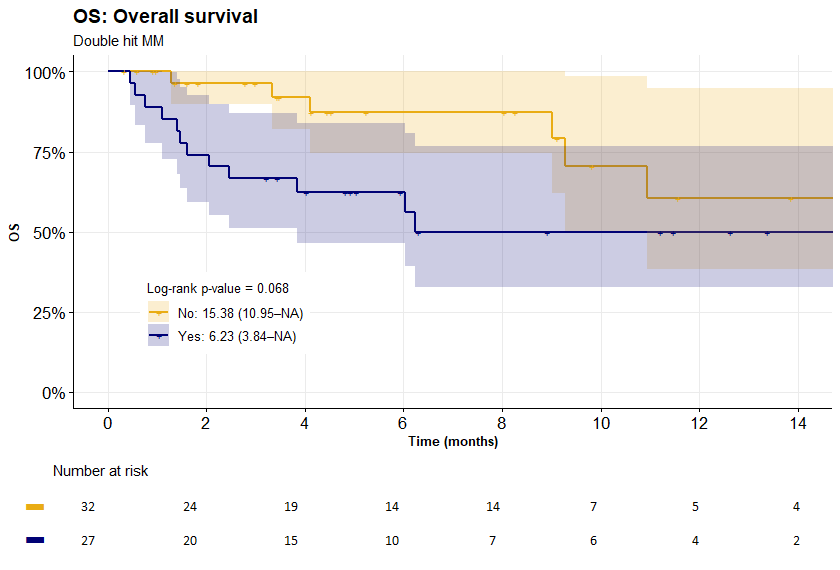 OS: Overall survival
Double hit MM
100%
75%
50%
25%
0%
OS
Log-rank p-value = 0.068
No: 15.38 (10.95–NA)
Yes: 6.23 (3.84–NA)
0 2 4 6 8 10 12 14
Time (months)
Number at risk
32 24 19 14 14 7 5 4
27 20 15 10 7 6 4 2